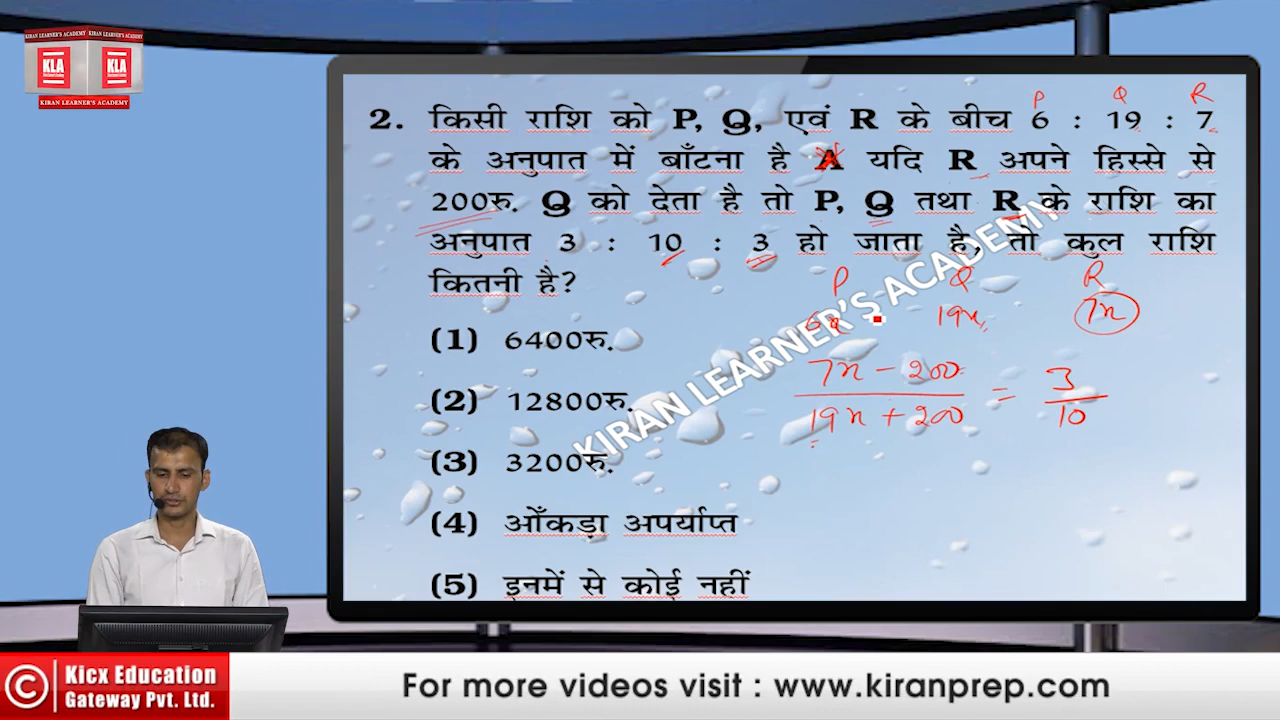 KIRAN LEARNER'S ACADEMY KIRAN LEARNER'S ACADEMY
KLA KLA
KIRAN LEARNER'S ACADEMY
P Q R
2. किसी राशि को P, Q, एवं R के बीच 6 : 19 : 7
के अनुपात में बाँटना है A यदि R अपने हिस्से से
200रु. Q को देता है तो P, Q तथा R के राशि का
अनुपात 3 : 10 : 3 हो जाता है, तो कुल राशि
कितनी है?
P Q R
6x 19x, 7x
(1) 6400रु.
7x - 200 = 3
19x + 200 10
(2) 12800रु.
(3) 3200रु.
(4) आँकड़ा अपर्याप्त
(5) इनमें से कोई नहीं
KIRAN LEARNER'S ACADEMY
© Kicx Education
Gateway Pvt. Ltd.
For more videos visit : www.kiranprep.com